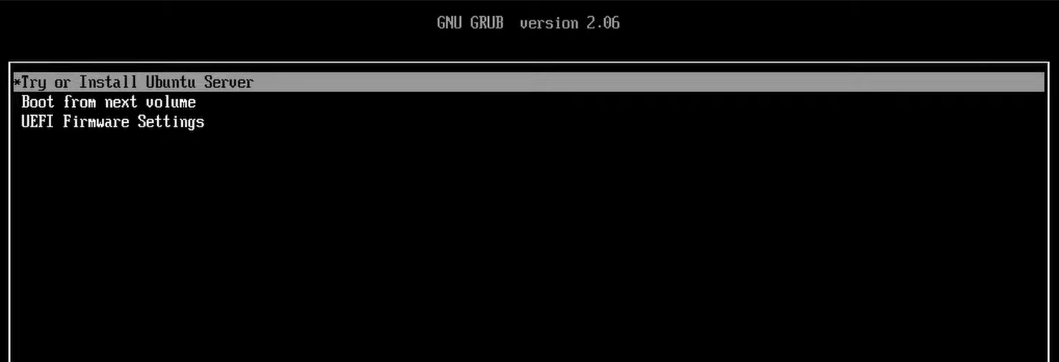 GNU GRUB version 2.06
*Try or Install Ubuntu Server
Boot from next volume
UEFI Firmware Settings